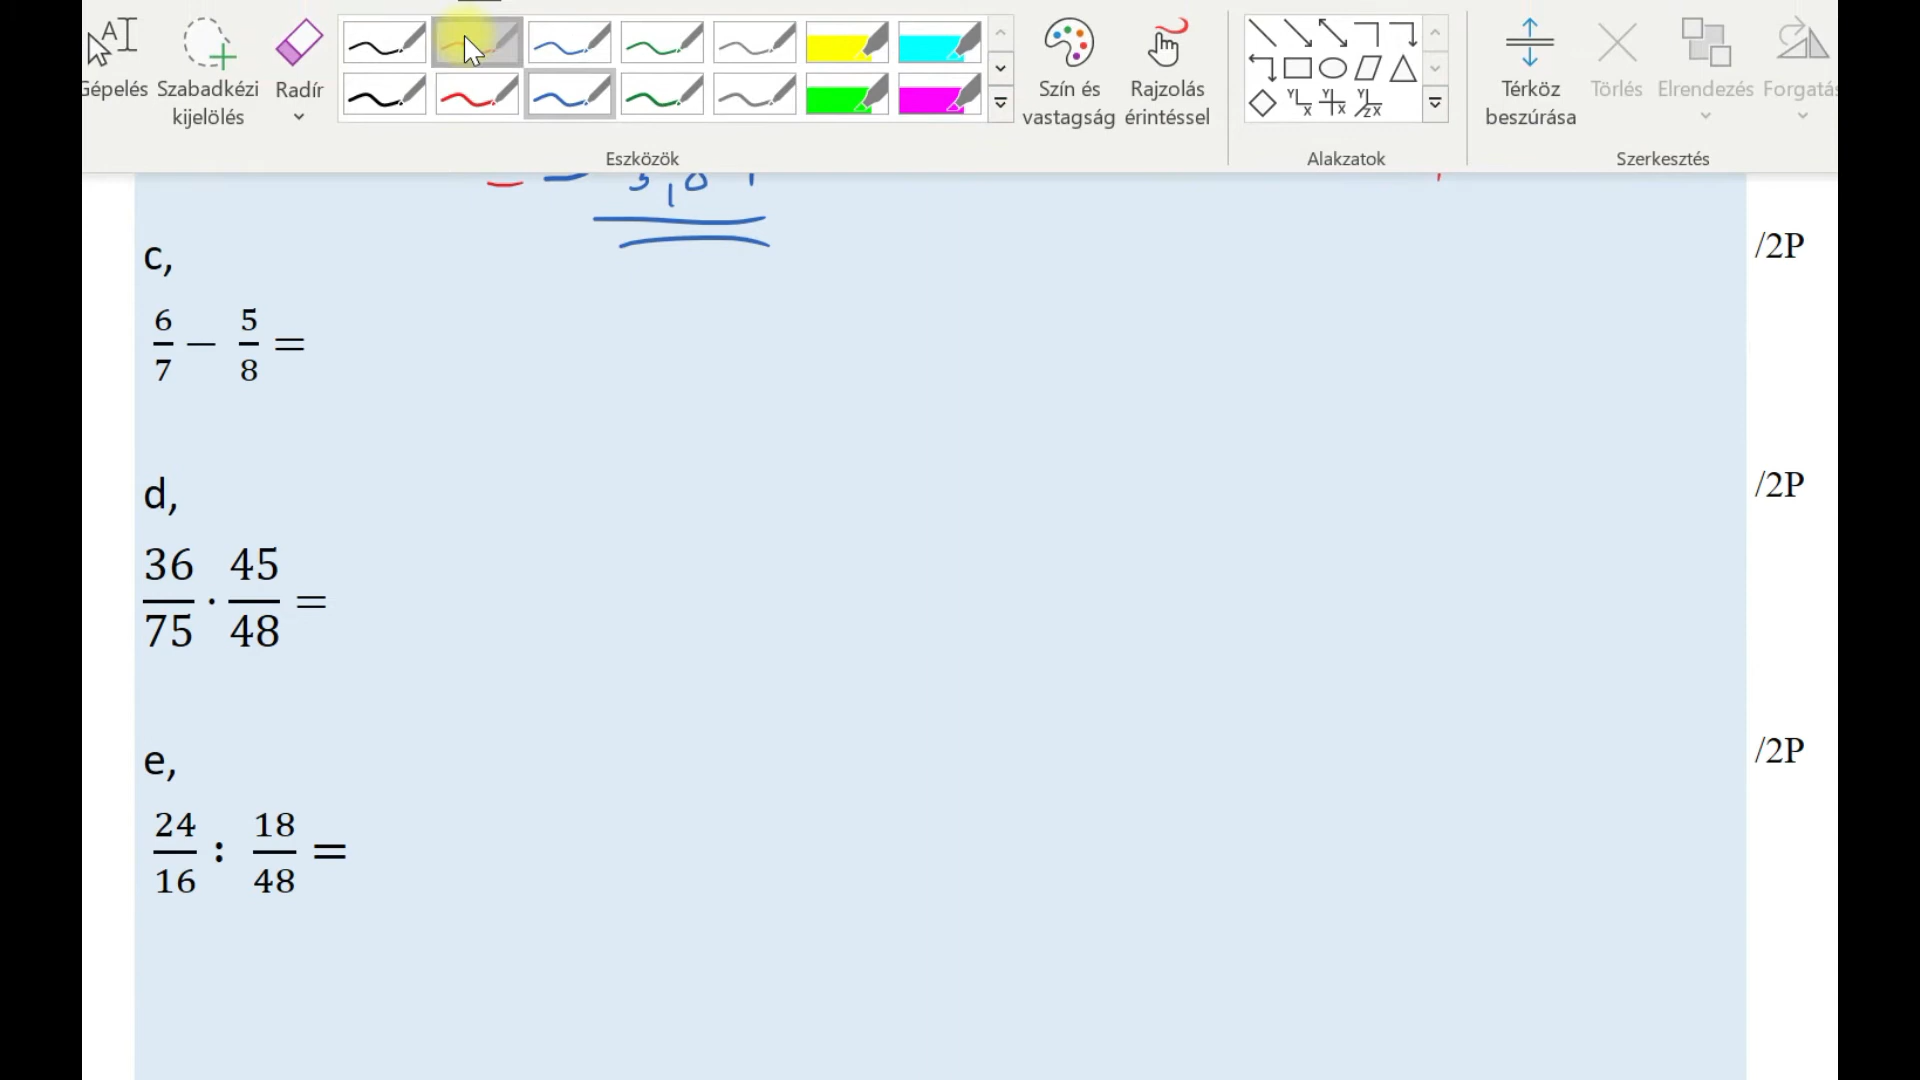 Gépelés
Szabadkézi
kijelölés
Radír
Szín és
vastagság
Rajzolás
érintéssel
Térköz
beszúrása
Törlés
Elrendezés
Forgatás
Eszközök
Alakzatok
Szerkesztés
c,
/2P
6/7 − 5/8 =
d,
/2P
36/75 · 45/48 =
e,
/2P
24/16 : 18/48 =